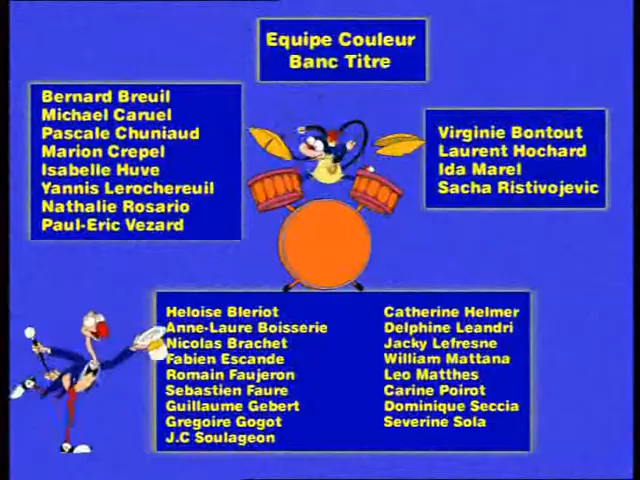 Equipe Couleur
Banc Titre
Bernard Breuil
Michael Caruel
Pascale Chuniaud
Marion Crepel
Isabelle Huve
Yannis Lerochereuil
Nathalie Rosario
Paul-Eric Vezard
Virginie Bontout
Laurent Hochard
Ida Marel
Sacha Ristivojevic
Heloise Bleriot
Anne-Laure Boisserie
Nicolas Brachet
Fabien Escande
Romain Faujeron
Sebastien Faure
Guillaume Gebert
Gregoire Gogot
J.C Soulageon
Catherine Helmer
Delphine Leandri
Jacky Lefresne
William Mattana
Leo Matthes
Carine Poirot
Dominique Seccia
Severine Sola